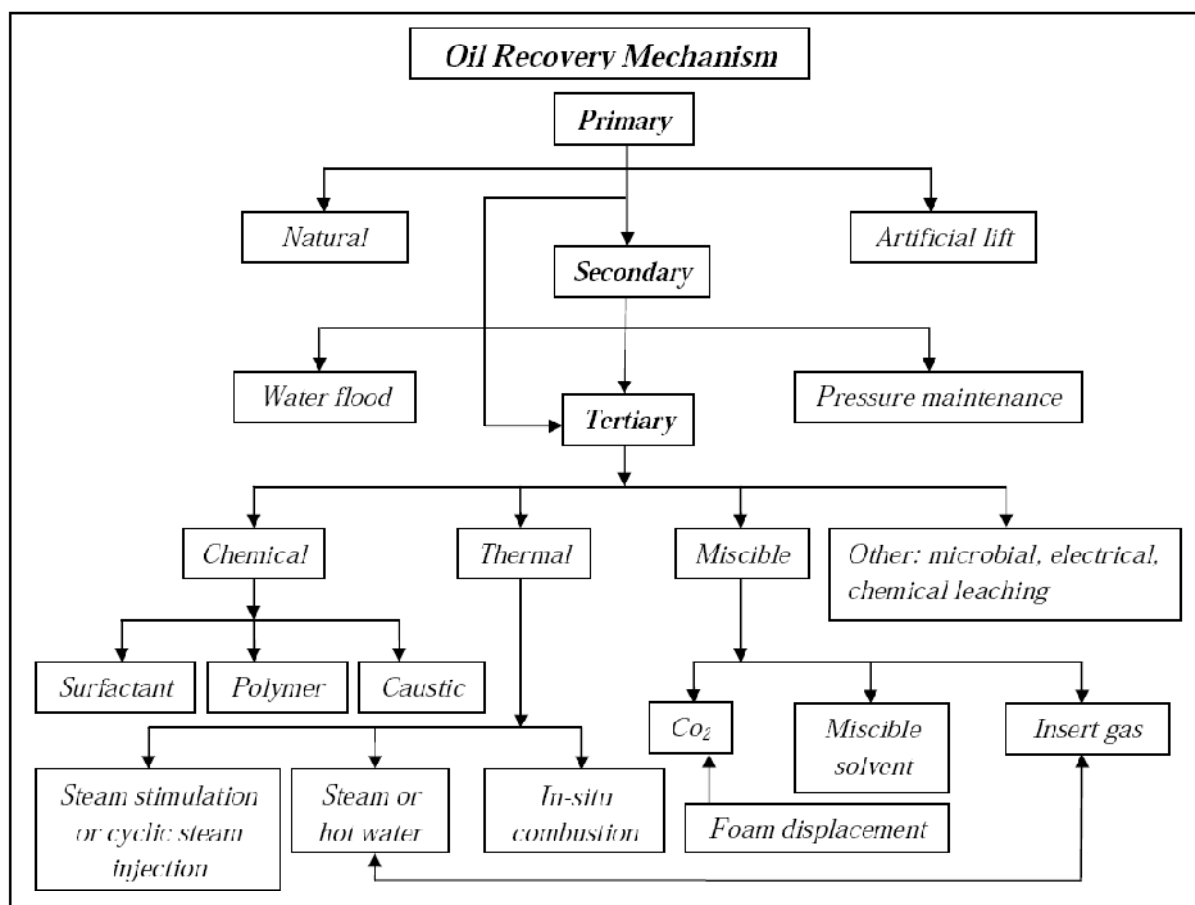 Oil Recovery Mechanism
Primary
Natural
Artificial lift
Secondary
Water flood
Pressure maintenance
Tertiary
Chemical
Thermal
Miscible
Other: microbial, electrical,
chemical leaching
Surfactant
Polymer
Caustic
Co₂
Miscible
solvent
Insert gas
Steam stimulation
or cyclic steam
injection
Steam or
hot water
In-situ
combustion
Foam displacement